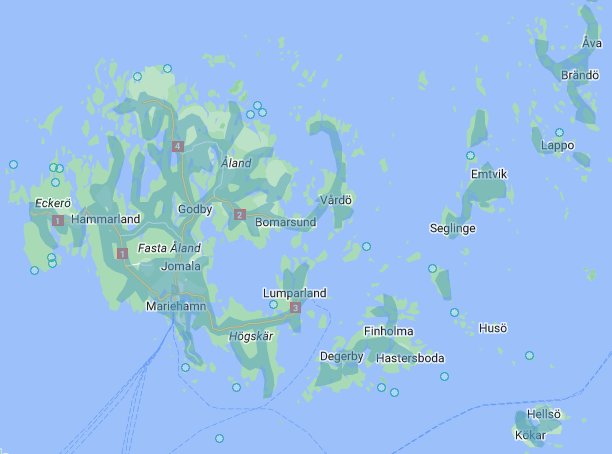 Åva
Brändö
Lappo
4
Åland
Emtvik
Eckerö
Vårdö
1
Hammarland
Godby
2
Bomarsund
Seglinge
Fasta Åland
1
Jomala
Lumparland
Mariehamn
3
Högskär
Finholma
Husö
Degerby
Hastersboda
Hellsö
Kökar